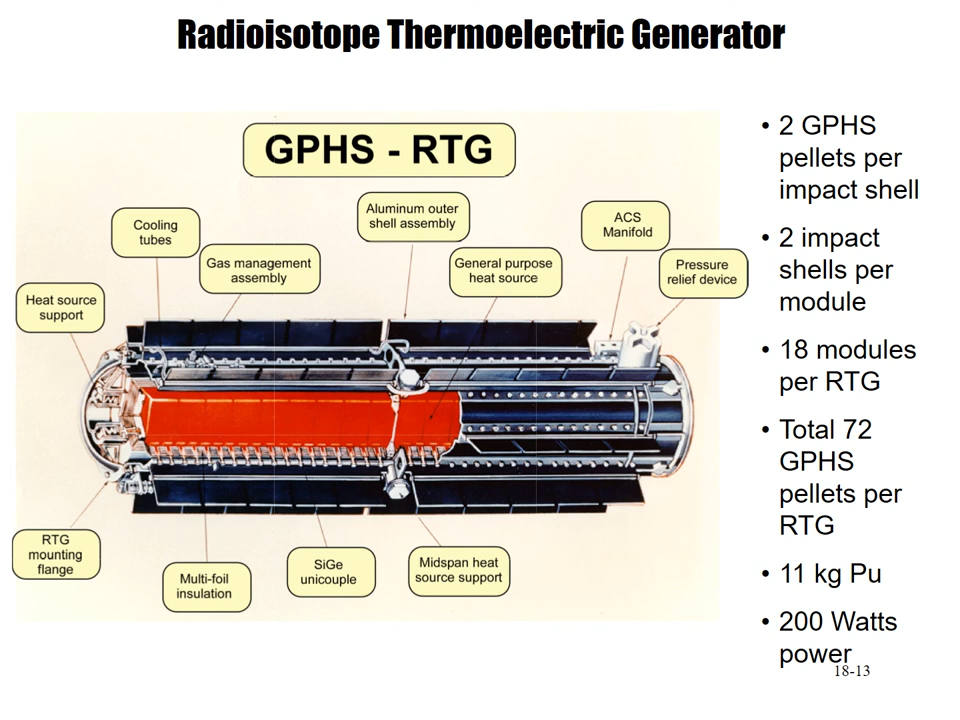 Radioisotope Thermoelectric Generator
GPHS - RTG
Cooling
tubes
Aluminum outer
shell assembly
ACS
Manifold
Gas management
assembly
General purpose
heat source
Pressure
relief device
Heat source
support
RTG
mounting
flange
Multi-foil
insulation
SiGe
unicouple
Midspan heat
source support
• 2 GPHS
pellets per
impact shell
• 2 impact
shells per
module
• 18 modules
per RTG
• Total 72
GPHS
pellets per
RTG
• 11 kg Pu
• 200 Watts
power
18-13